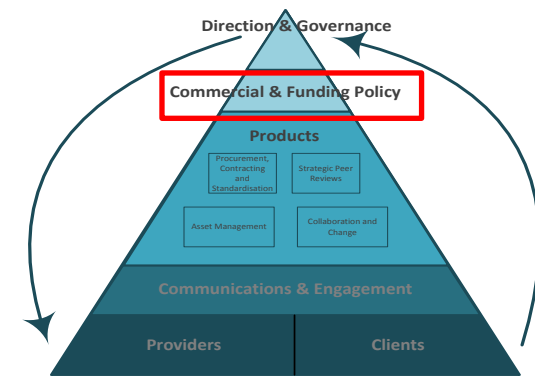 Direction & Governance
Commercial & Funding Policy
Products
Procurement,
Contracting
and
Standardisation
Strategic Peer
Reviews
Asset Management
Collaboration and
Change
Communications & Engagement
Providers
Clients